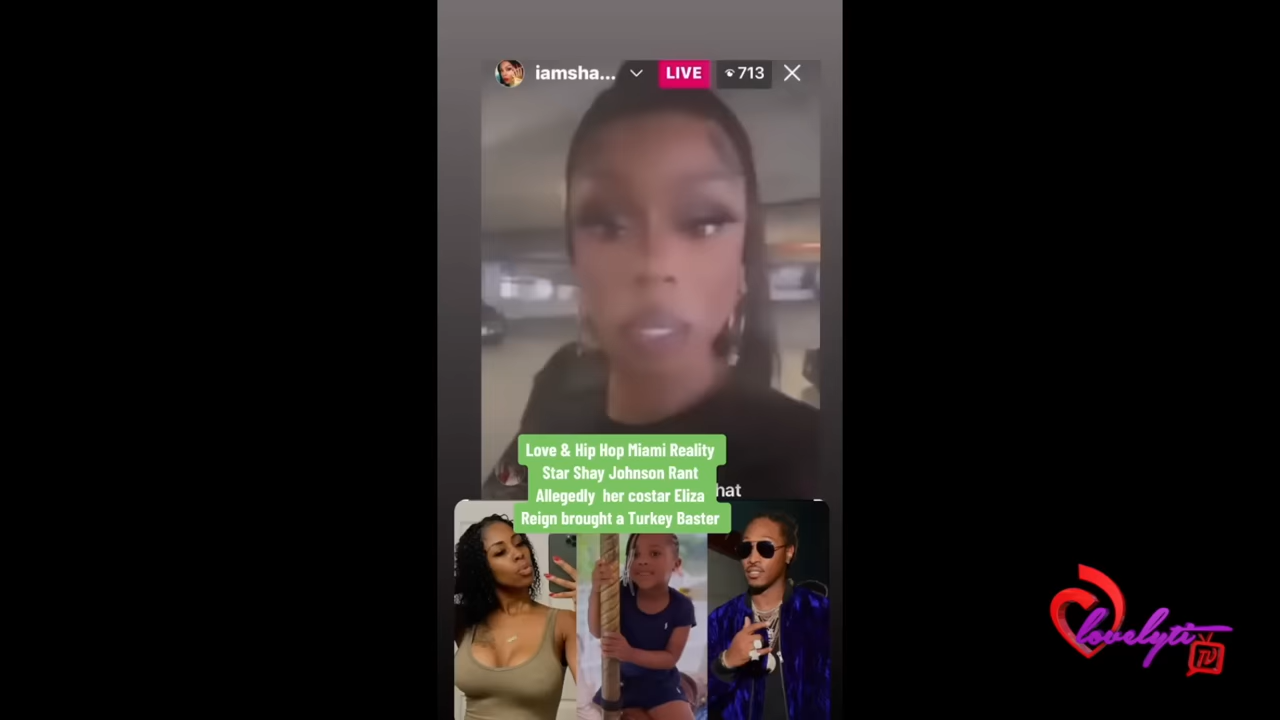 iamsha...
LIVE
713
hat
Love & Hip Hop Miami Reality
Star Shay Johnson Rant
Allegedly her costar Eliza
Reign brought a Turkey Baster
lovelyti
TV